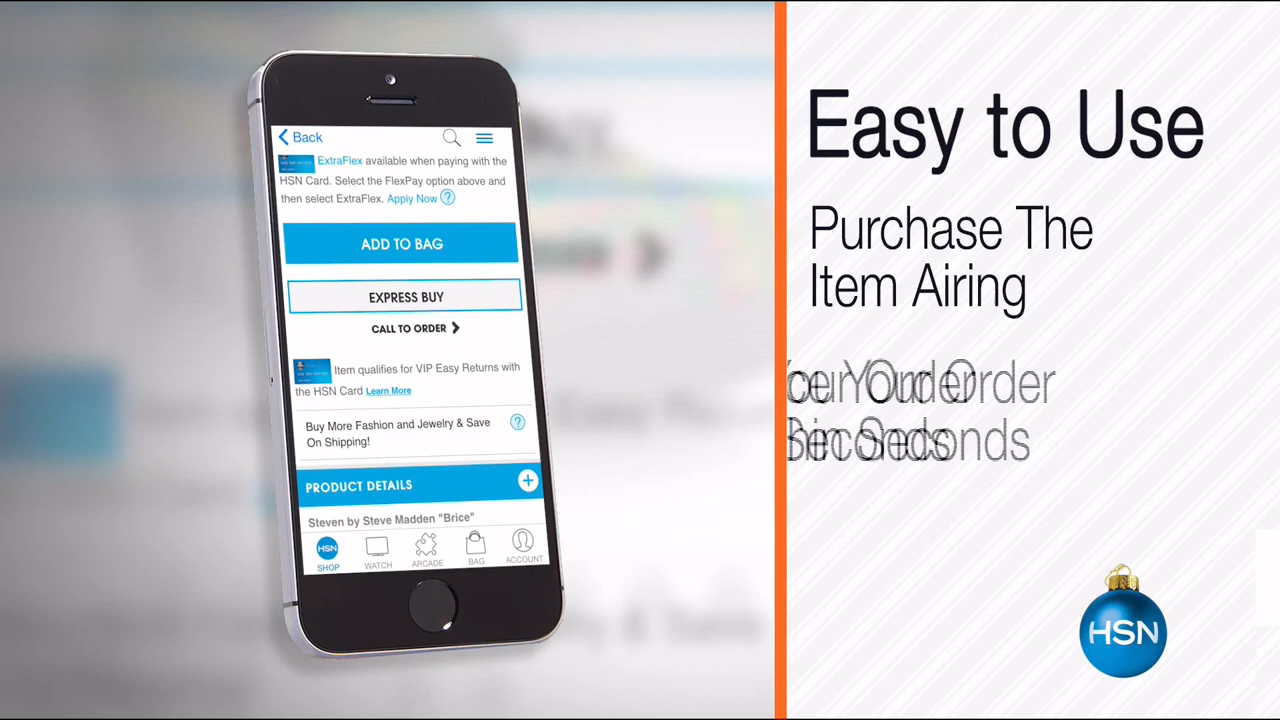 Back
ExtraFlex available when paying with the
HSN Card. Select the FlexPay option above and
then select ExtraFlex. Apply Now ?
ADD TO BAG
EXPRESS BUY
CALL TO ORDER
Item qualifies for VIP Easy Returns with
the HSN Card Learn More
Buy More Fashion and Jewelry & Save ?
On Shipping!
PRODUCT DETAILS +
Steven by Steve Madden "Brice"
HSN
SHOP WATCH ARCADE BAG ACCOUNT
Easy to Use
Purchase The
Item Airing
Your Order
Seconds
HSN